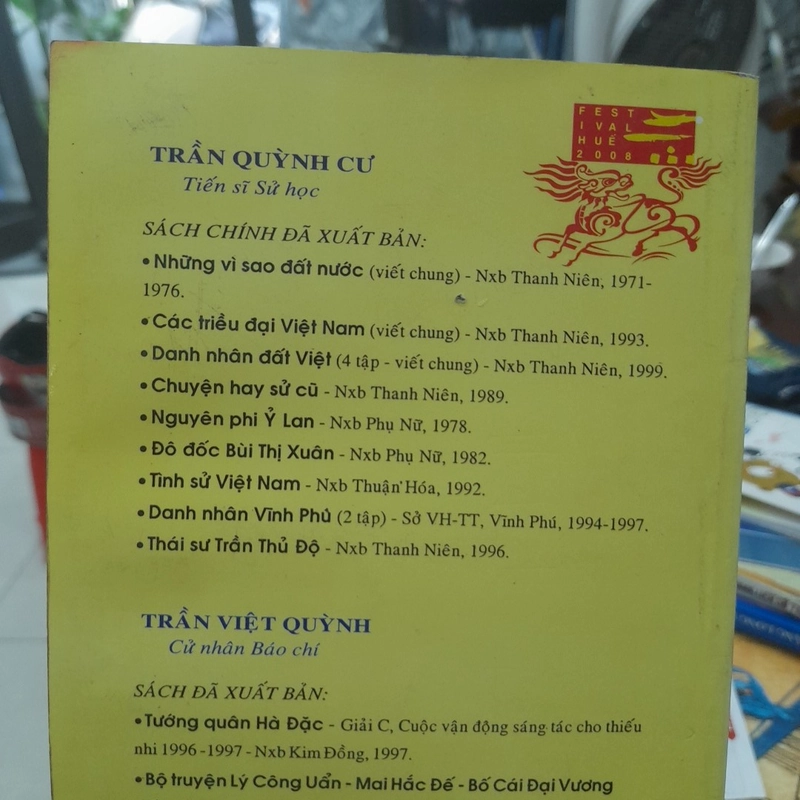 FEST
IVAL
HUẾ
2008
TRẦN QUỲNH CƯ
Tiến sĩ Sử học
SÁCH CHÍNH ĐÃ XUẤT BẢN:
• Những vì sao đất nước (viết chung) - Nxb Thanh Niên, 1971-
1976.
• Các triều đại Việt Nam (viết chung) - Nxb Thanh Niên, 1993.
• Danh nhân đất Việt (4 tập - viết chung) - Nxb Thanh Niên, 1999.
• Chuyện hay sử cũ - Nxb Thanh Niên, 1989.
• Nguyên phi Ỷ Lan - Nxb Phụ Nữ, 1978.
• Đô đốc Bùi Thị Xuân - Nxb Phụ Nữ, 1982.
• Tình sử Việt Nam - Nxb Thuận Hóa, 1992.
• Danh nhân Vĩnh Phú (2 tập) - Sở VH-TT, Vĩnh Phú, 1994-1997.
• Thái sư Trần Thủ Độ - Nxb Thanh Niên, 1996.
TRẦN VIỆT QUỲNH
Cử nhân Báo chí
SÁCH ĐÃ XUẤT BẢN:
• Tướng quân Hà Đặc - Giải C, Cuộc vận động sáng tác cho thiếu
nhi 1996-1997 - Nxb Kim Đồng, 1997.
• Bộ truyện Lý Công Uẩn - Mai Hắc Đế - Bố Cái Đại Vương